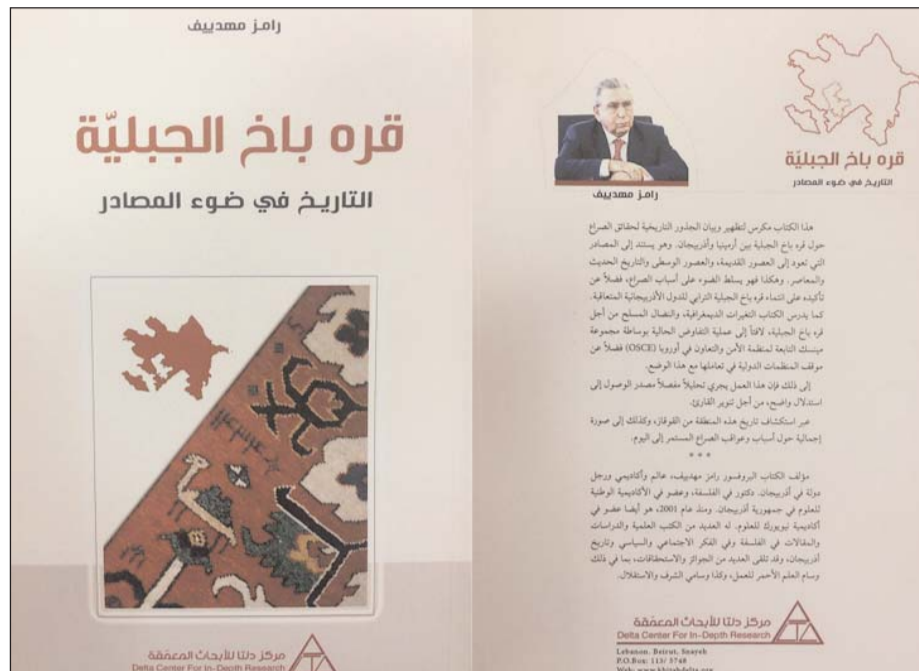 رامز مهدييف
قره باخ الجبليّة
التاريخ في ضوء المصادر
مركز دلتا للأبحاث المعمّقة
Delta Center For In-Depth Research
قره باخ الجبليّة
التاريخ في ضوء المصادر
رامز مهدييف
هذا الكتاب مكرس لتظهير وبيان الجذور التاريخية لحقائق الصراع
حول قره باخ الجبلية بين أرمينيا وأذربيجان. وهو يستند إلى المصادر
التي تعود إلى العصور القديمة، والعصور الوسطى والتاريخ الحديث
والمعاصر. وهكذا فهو يسلط الضوء على أسباب الصراع، فضلاً عن
تأكيده على انتماء قره باخ الجبلية الترابي للدول الأذربيجانية المتعاقبة.
كما يدرس الكتاب التغيرات الديمغرافية، والنضال المسلح من أجل
قره باخ الجبلية، لافتاً إلى عملية التفاوض الحالية بوساطة مجموعة
مينسك التابعة لمنظمة الأمن والتعاون في أوروبا (OSCE) فضلاً عن
موقف المنظمات الدولية في تعاملها مع هذا الوضع.
إلى ذلك فإن هذا العمل يجري تحليلاً مفصلاً مصدر الوصول إلى
استدلال واضح، من أجل تنوير القارئ.
عبر استكشاف تاريخ هذه المنطقة من القوقاز، وكذلك إلى صورة
إجمالية حول أسباب وعواقب الصراع المستمر إلى اليوم.
***
مؤلف الكتاب البروفسور رامز مهدييف، عالم وأكاديمي ورجل
دولة في أذربيجان. دكتور في الفلسفة، وعضو في الأكاديمية الوطنية
للعلوم في جمهورية أذربيجان. ومنذ عام 2001، هو أيضا عضو في
أكاديمية نيويورك للعلوم. له العديد من الكتب العلمية والدراسات
والمقالات في الفلسفة وفي الفكر الاجتماعي والسياسي وتاريخ
أذربيجان، وقد تلقى العديد من الجوائز والاستحقاقات، بما في ذلك
وسام العلم الأحمر للعمل، وكذا وسامي الشرف والاستقلال.
مركز دلتا للأبحاث المعمّقة
Delta Center For In-Depth Research
Lebanon. Beirut, Snayeh
P.O.Box: 113/ 5748